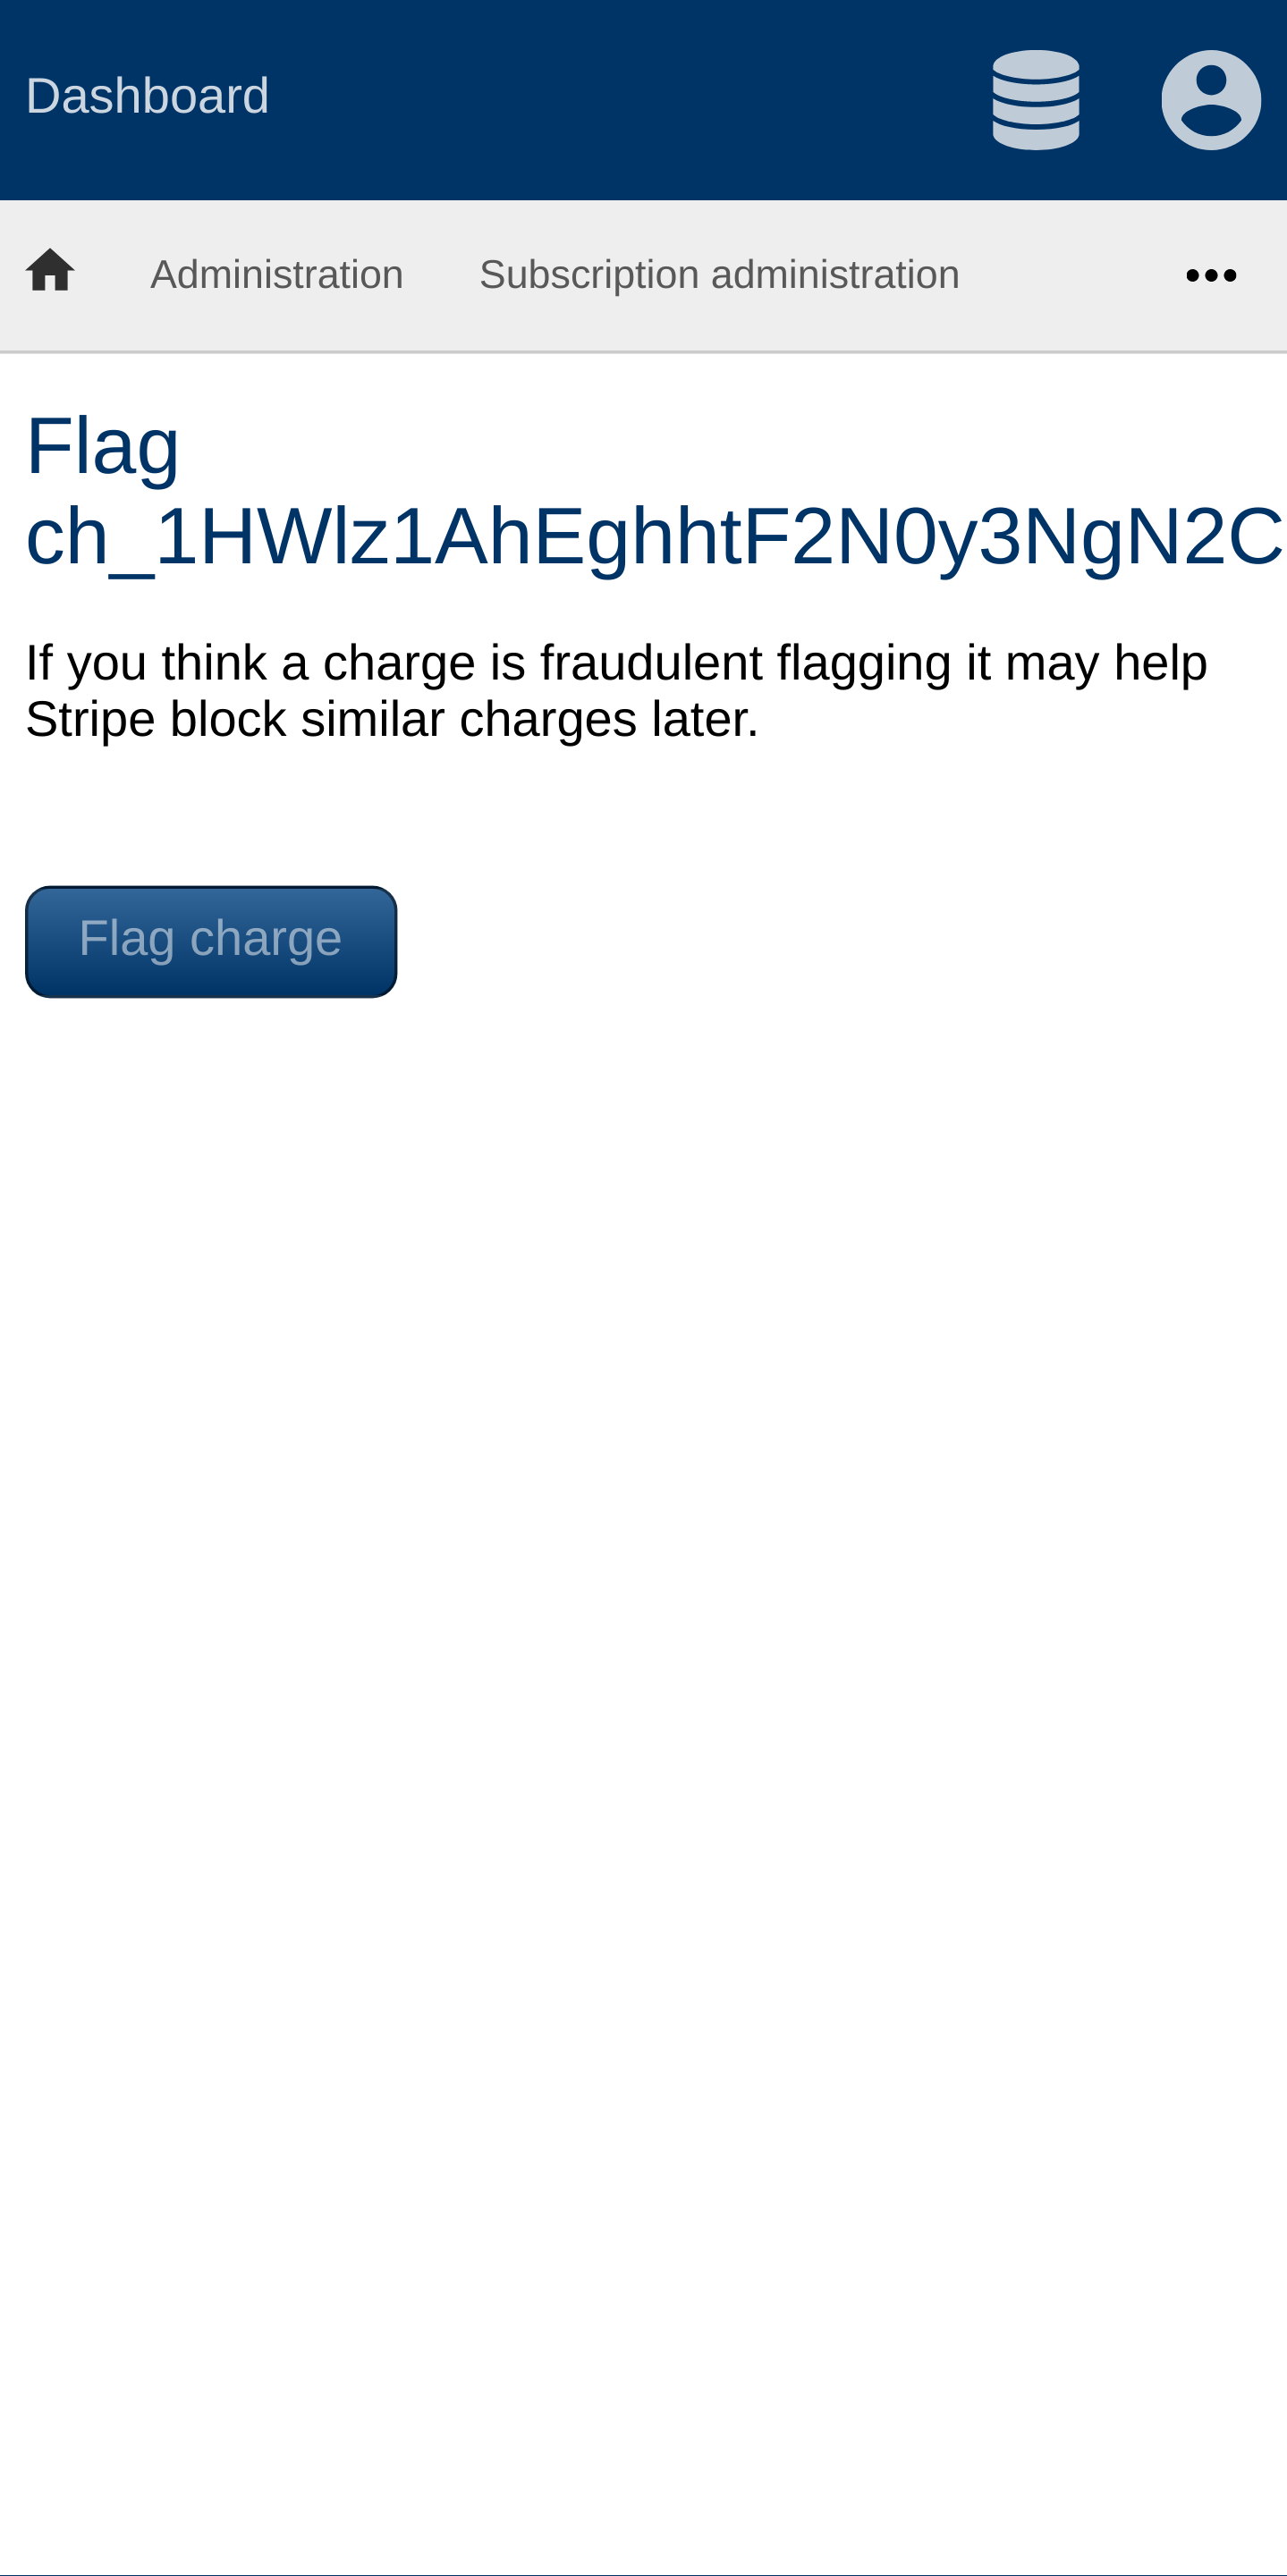 Dashboard
Administration Subscription administration
Flag
ch_1HWlz1AhEghhtF2N0y3NgN2C
If you think a charge is fraudulent flagging it may help
Stripe block similar charges later.
Flag charge